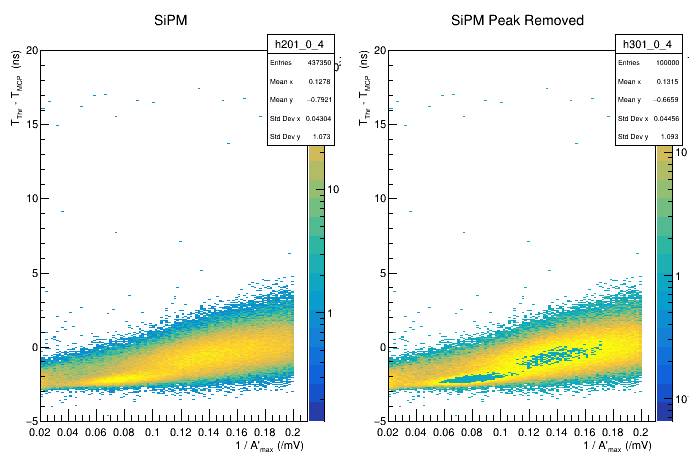 SiPM
SiPM Peak Removed
h201_0_4
Entries 437350
Mean x 0.1278
Mean y −0.7921
Std Dev x 0.04304
Std Dev y 1.073
h301_0_4
Entries 100000
Mean x 0.1315
Mean y −0.6659
Std Dev x 0.04456
Std Dev y 1.093
T_Thr - T_MCP (ns)
20
15
10
5
0
−5
0.02 0.04 0.06 0.08 0.1 0.12 0.14 0.16 0.18 0.2
1 / A'_max (/mV)
10
1
T_Thr - T_MCP (ns)
20
15
10
5
0
−5
0.02 0.04 0.06 0.08 0.1 0.12 0.14 0.16 0.18 0.2
1 / A'_max (/mV)
10
1